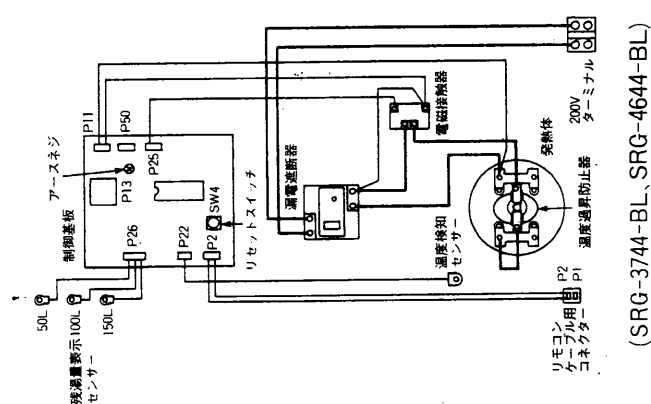 P11
P50
P25
アースネジ
P13
制御基板
P26
SW4
P22
P2
リセットスイッチ
50L
100L
150L
残湯量表示
センサー
漏電遮断器
電磁接触器
200V
ターミナル
発熱体
温度過昇防止器
温度検知
センサー
P2
P1
リモコン
ケーブル用
コネクター
(SRG-3744-BL、SRG-4644-BL)